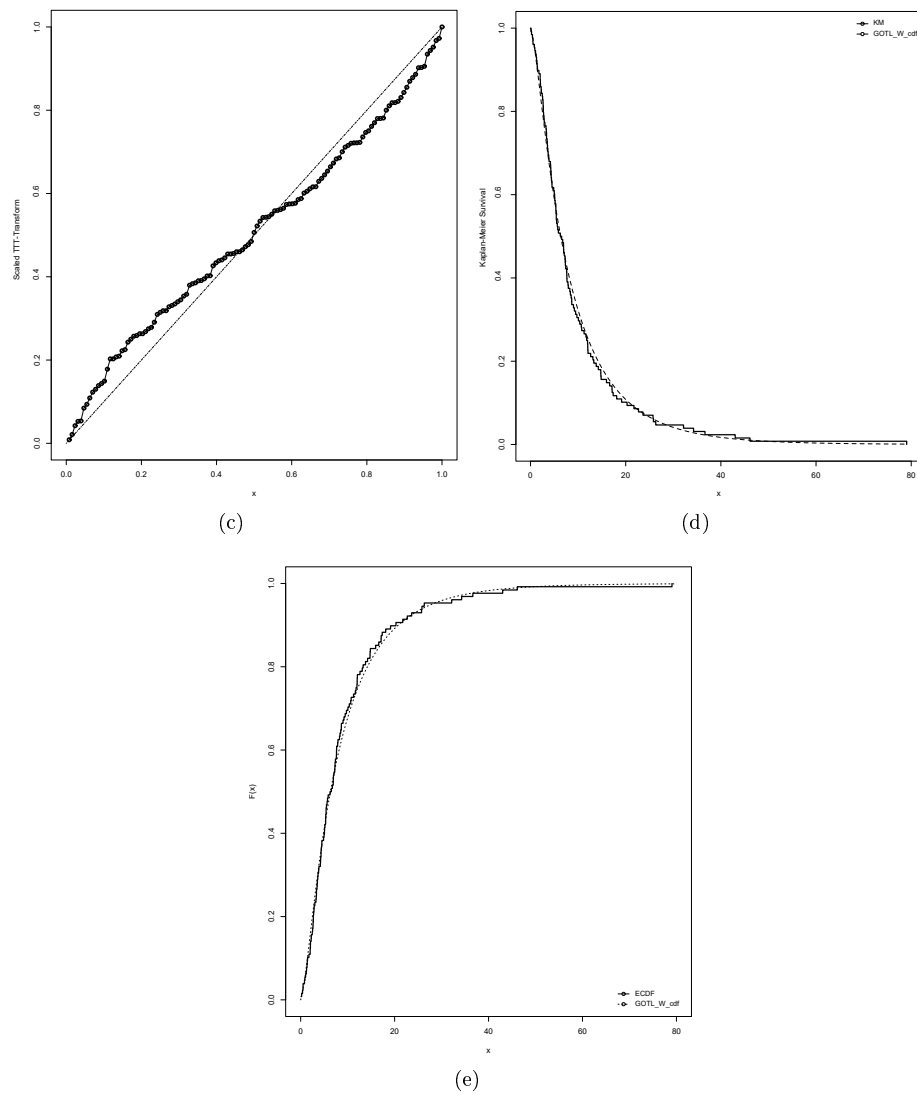 Scaled TTT-Transform
1.0
0.8
0.6
0.4
0.2
0.0
0.0 0.2 0.4 0.6 0.8 1.0
x
(c)
Kaplan-Meier Survival
1.0
0.8
0.6
0.4
0.2
0.0
KM
GOTL_W_cdf
0 20 40 60 80
x
(d)
F(x)
1.0
0.8
0.6
0.4
0.2
0.0
ECDF
GOTL_W_cdf
0 20 40 60 80
x
(e)